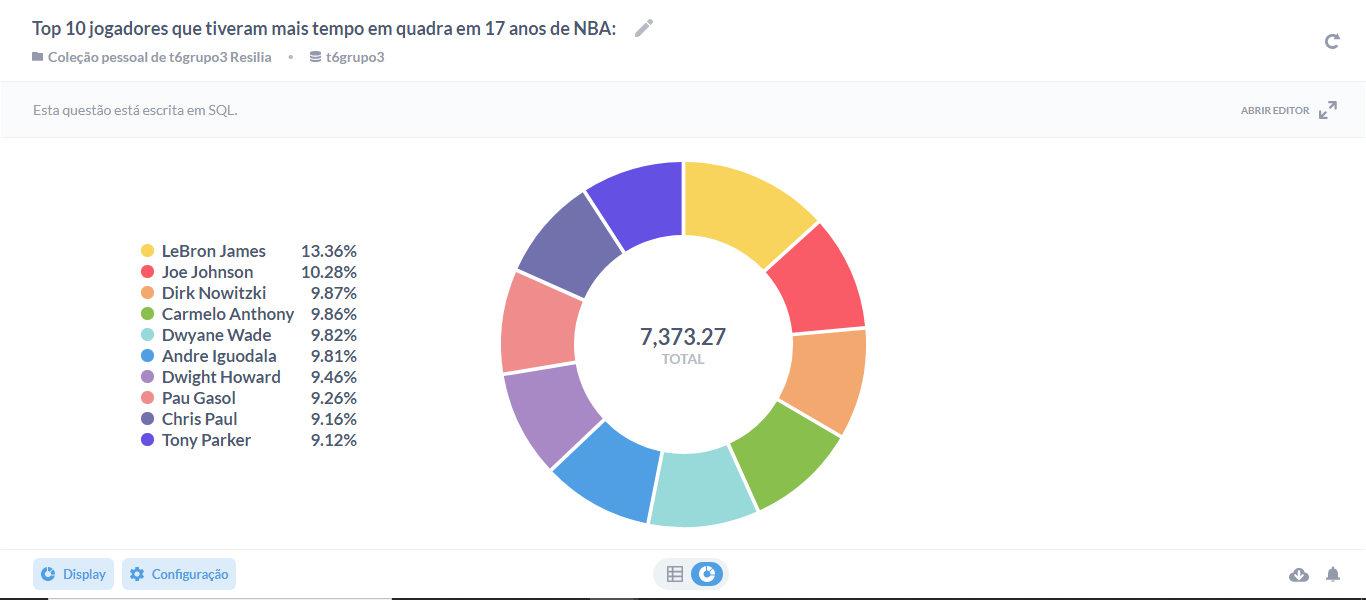 Top 10 jogadores que tiveram mais tempo em quadra em 17 anos de NBA:
Coleção pessoal de t6grupo3 Resilia • t6grupo3
Esta questão está escrita em SQL.
ABRIR EDITOR
LeBron James 13.36%
Joe Johnson 10.28%
Dirk Nowitzki 9.87%
Carmelo Anthony 9.86%
Dwyane Wade 9.82%
Andre Iguodala 9.81%
Dwight Howard 9.46%
Pau Gasol 9.26%
Chris Paul 9.16%
Tony Parker 9.12%
7,373.27
TOTAL
Display
Configuração